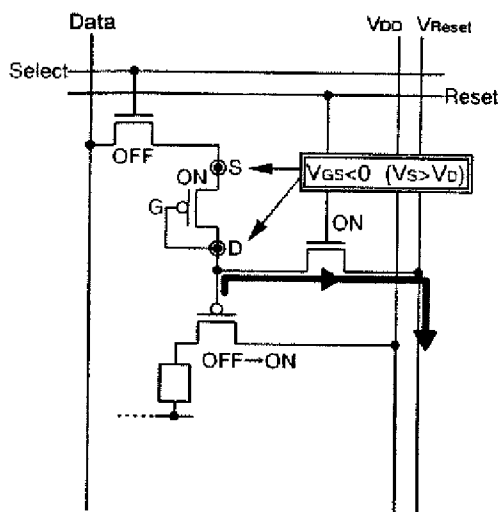 Data
VDD VReset
Select
Reset
OFF
S
ON
VGS<0 (VS>VD)
G
ON
D
OFF→ON